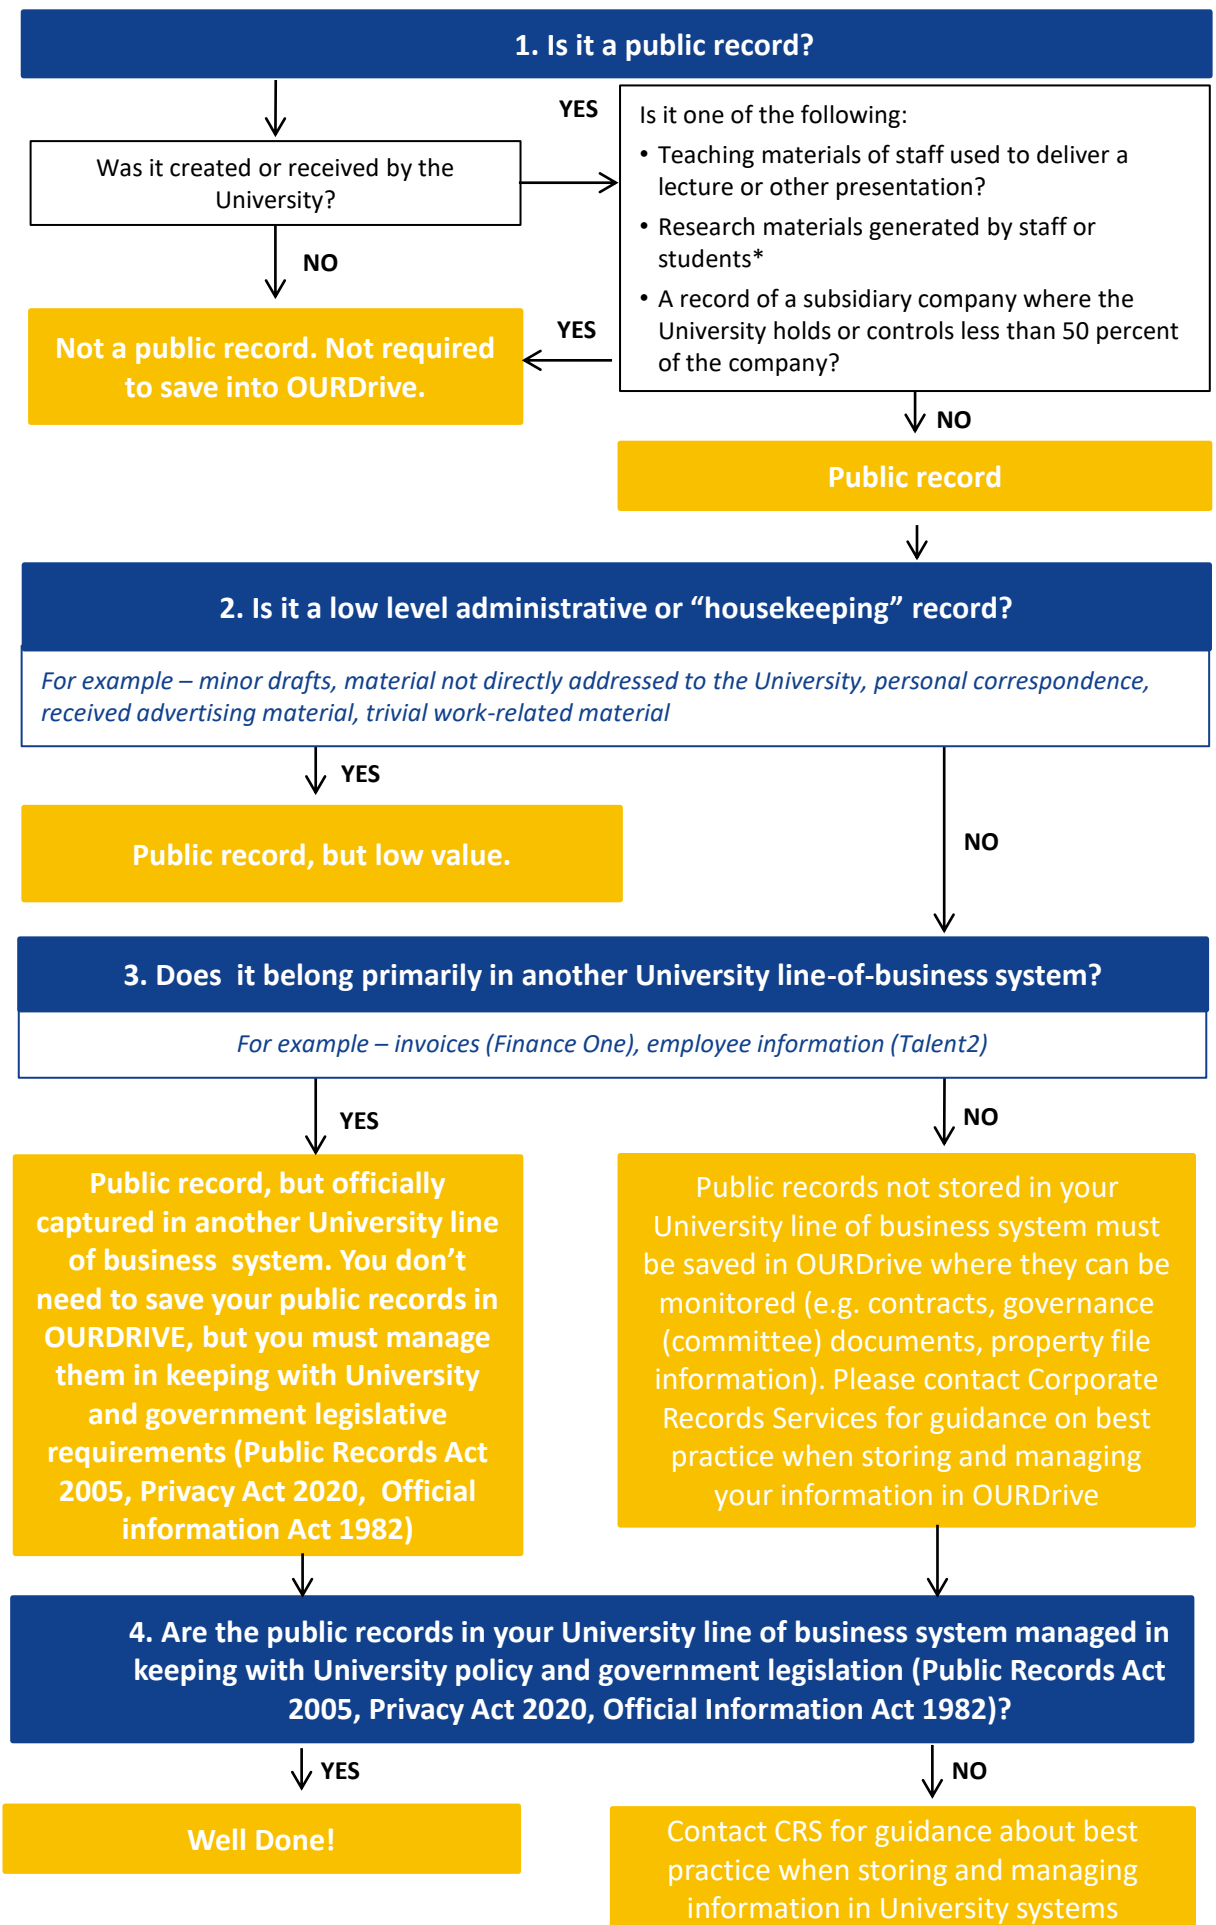 1. Is it a public record?
Was it created or received by the
University?
YES
Is it one of the following:
• Teaching materials of staff used to deliver a
lecture or other presentation?
• Research materials generated by staff or
students*
• A record of a subsidiary company where the
University holds or controls less than 50 percent
of the company?
NO
YES
Not a public record. Not required
to save into OURDrive.
NO
Public record
2. Is it a low level administrative or “housekeeping” record?
For example – minor drafts, material not directly addressed to the University, personal correspondence,
received advertising material, trivial work-related material
YES
Public record, but low value.
NO
3. Does  it belong primarily in another University line-of-business system?
For example – invoices (Finance One), employee information (Talent2)
YES
NO
Public record, but officially
captured in another University line
of business  system. You don’t
need to save your public records in
OURDRIVE, but you must manage
them in keeping with University
and government legislative
requirements (Public Records Act
2005, Privacy Act 2020,  Official
information Act 1982)
Public records not stored in your
University line of business system must
be saved in OURDrive where they can be
monitored (e.g. contracts, governance
(committee) documents, property file
information). Please contact Corporate
Records Services for guidance on best
practice when storing and managing
your information in OURDrive
4. Are the public records in your University line of business system managed in
keeping with University policy and government legislation (Public Records Act
2005, Privacy Act 2020, Official Information Act 1982)?
YES
NO
Well Done!
Contact CRS for guidance about best
practice when storing and managing
information in University systems